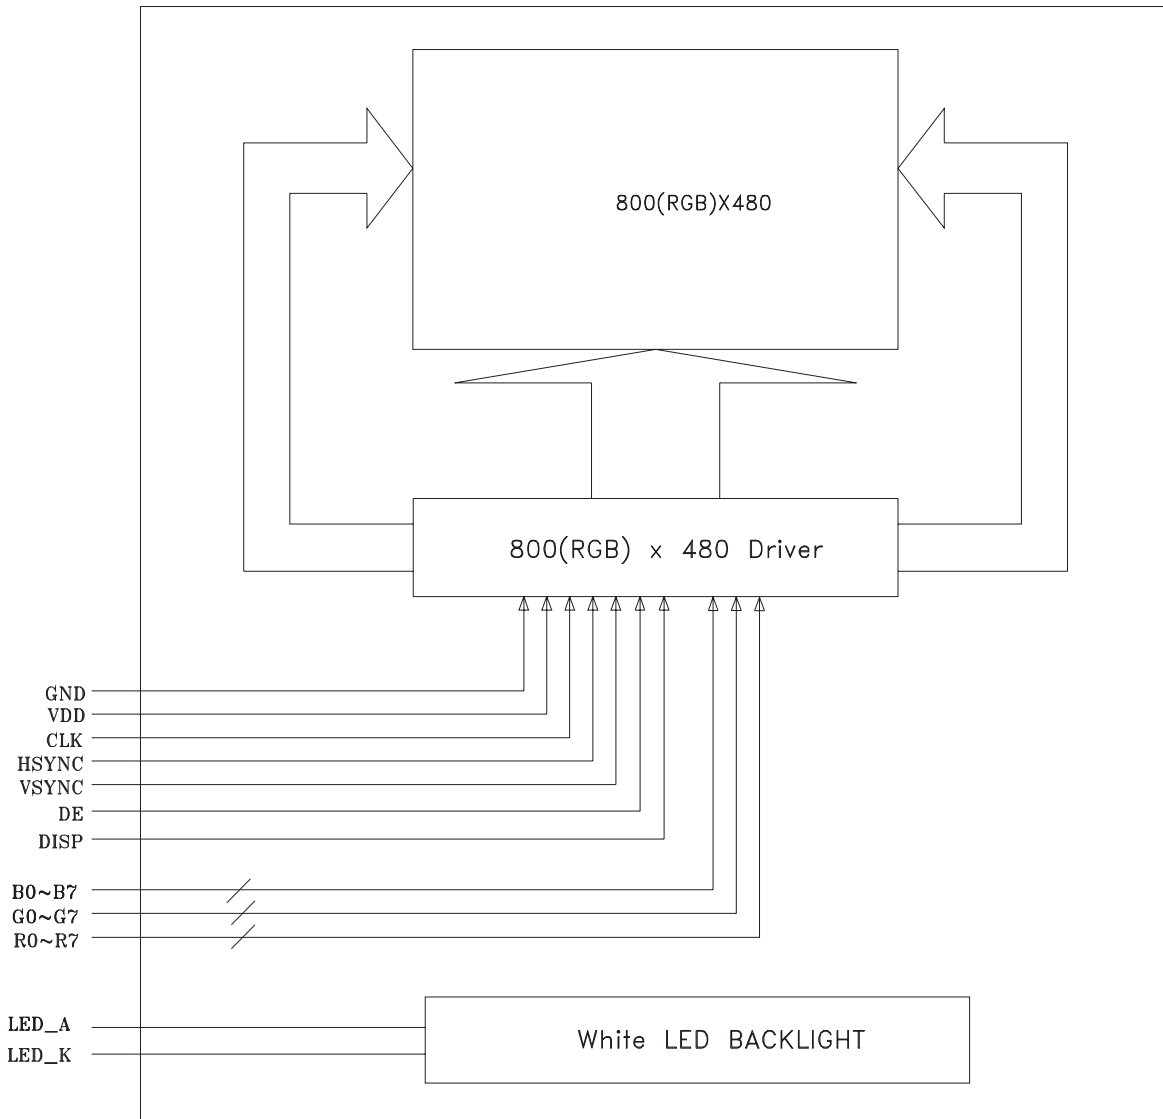 800(RGB)X480
800(RGB) x 480 Driver
GND
VDD
CLK
HSYNC
VSYNC
DE
DISP
B0~B7
G0~G7
R0~R7
LED_A
LED_K
White LED BACKLIGHT